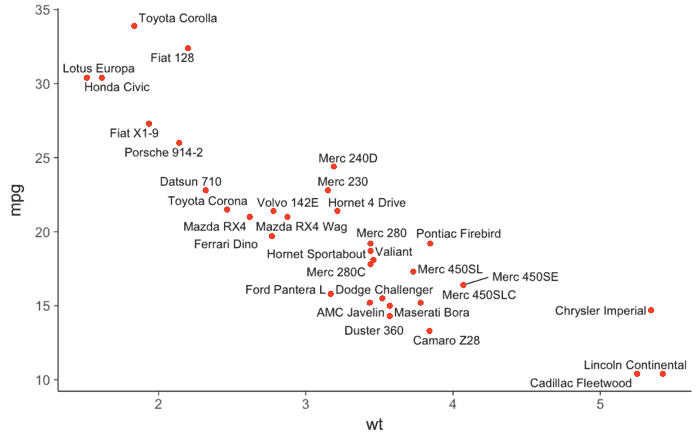 35
30
25
20
15
10
mpg
Toyota Corolla
Fiat 128
Lotus Europa
Honda Civic
Fiat X1-9
Porsche 914-2
Merc 240D
Datsun 710
Merc 230
Toyota Corona
Volvo 142E
Hornet 4 Drive
Mazda RX4
Mazda RX4 Wag
Merc 280
Pontiac Firebird
Ferrari Dino
Hornet Sportabout
Valiant
Merc 280C
Merc 450SL
Merc 450SE
Ford Pantera L
Dodge Challenger
Merc 450SLC
AMC Javelin
Maserati Bora
Chrysler Imperial
Duster 360
Camaro Z28
Lincoln Continental
Cadillac Fleetwood
2
3
4
5
wt